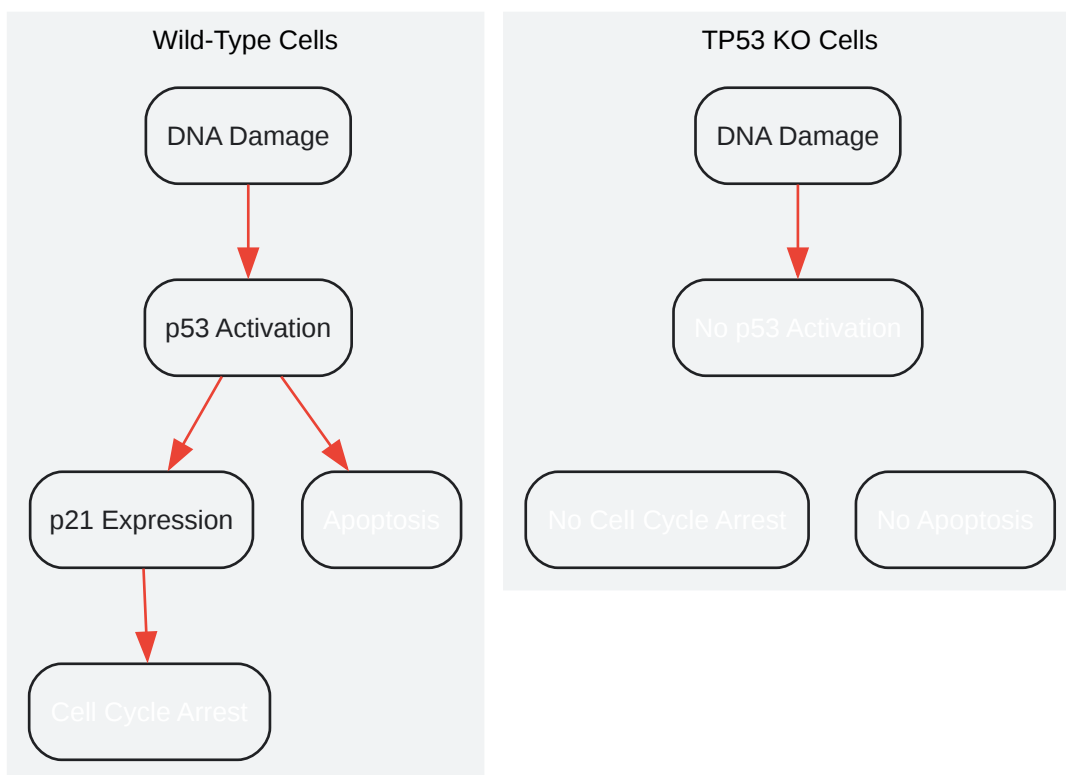 Wild-Type Cells
DNA Damage
p53 Activation
p21 Expression
Apoptosis
Cell Cycle Arrest
TP53 KO Cells
DNA Damage
No p53 Activation
No Cell Cycle Arrest
No Apoptosis